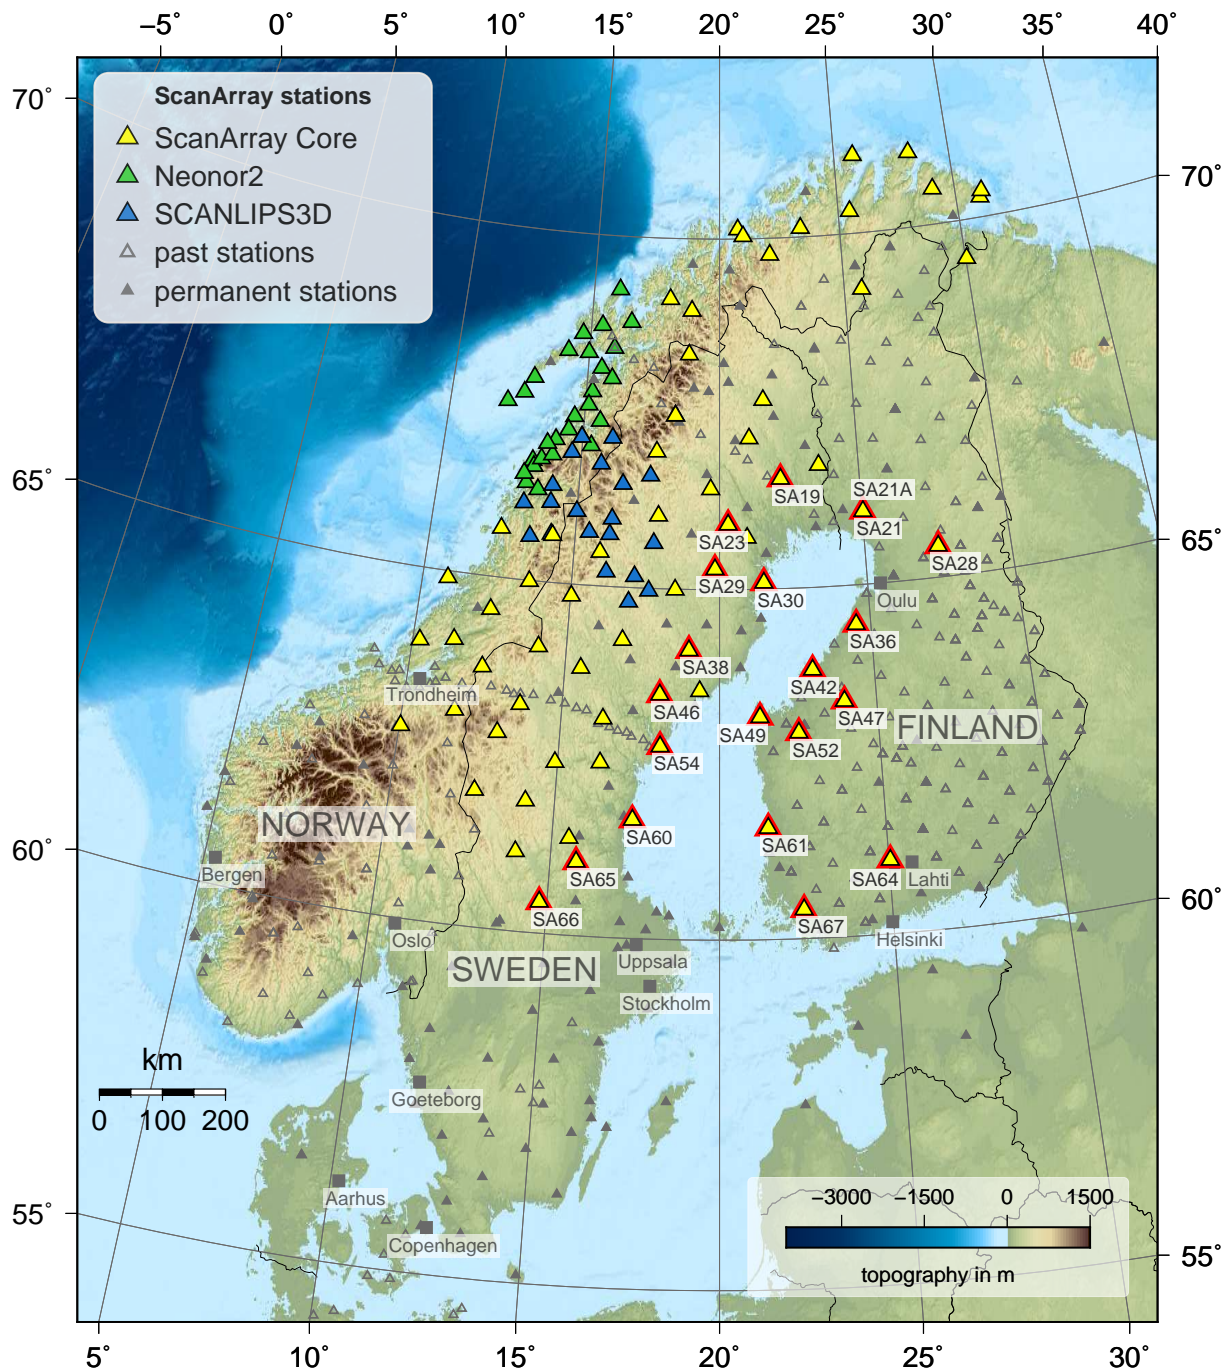 −5˚ 0˚ 5˚ 10˚ 15˚ 20˚ 25˚ 30˚ 35˚ 40˚
70˚
ScanArray stations
ScanArray Core
Neonor2
SCANLIPS3D
past stations
permanent stations
70˚
65˚
SA19
SA21A
SA21
SA23
SA28
65˚
SA29
SA30
Oulu
SA36
SA38
SA42
Trondheim
SA46
SA47
SA49
FINLAND
SA52
SA54
NORWAY
SA60
SA61
60˚
Bergen
SA65
SA64
Lahti
60˚
SA66
SA67
Oslo
Helsinki
SWEDEN
Uppsala
Stockholm
km
0 100 200
Goeteborg
Aarhus
−3000 −1500 0 1500
55˚
Copenhagen
55˚
topography in m
5˚ 10˚ 15˚ 20˚ 25˚ 30˚